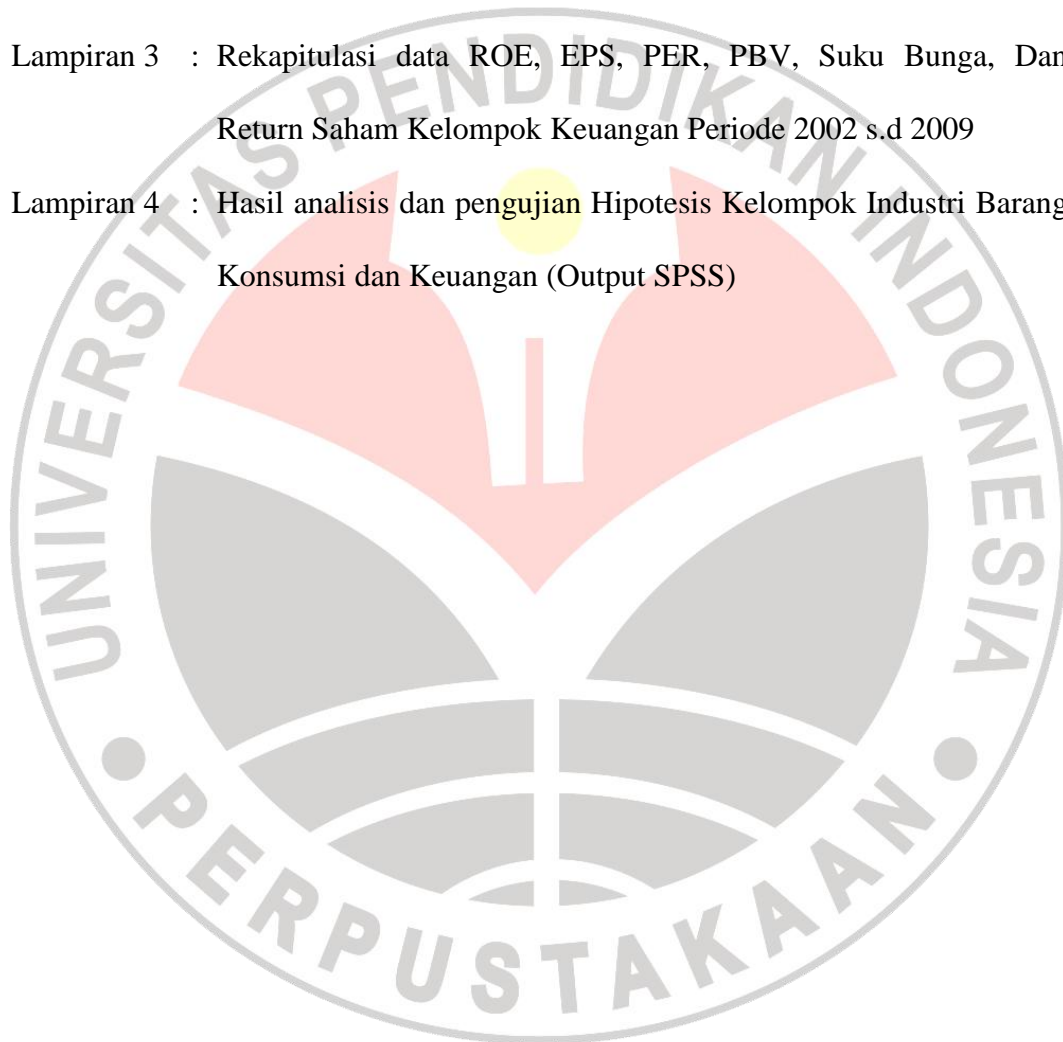 Lampiran 3 : Rekapitulasi data ROE, EPS, PER, PBV, Suku Bunga, Dan
Return Saham Kelompok Keuangan Periode 2002 s.d 2009
Lampiran 4 : Hasil analisis dan pengujian Hipotesis Kelompok Industri Barang
Konsumsi dan Keuangan (Output SPSS)
UNIVERSITAS PENDIDIKAN INDONESIA
PERPUSTAKAAN